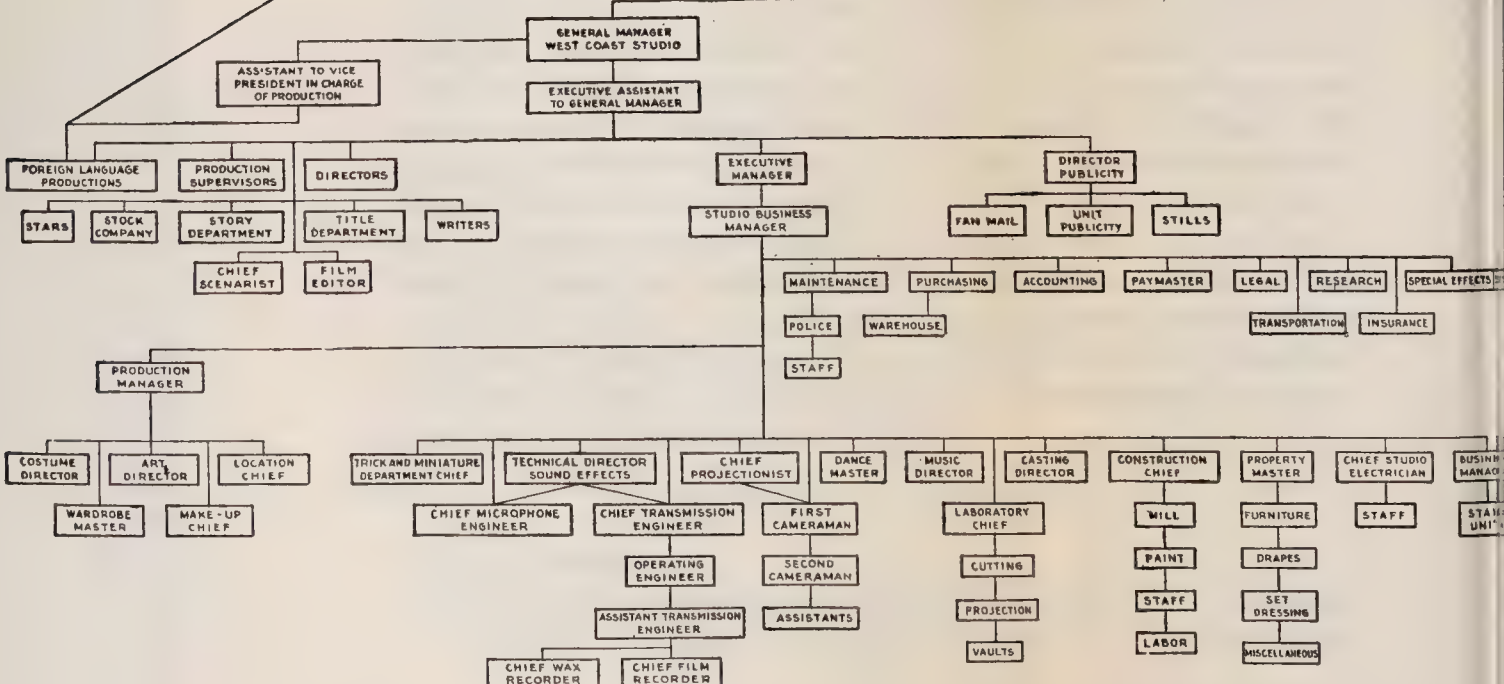 GENERAL MANAGER
WEST COAST STUDIO
ASSISTANT TO VICE
PRESIDENT IN CHARGE
OF PRODUCTION
EXECUTIVE ASSISTANT
TO GENERAL MANAGER
FOREIGN LANGUAGE
PRODUCTIONS
PRODUCTION
SUPERVISORS
DIRECTORS
EXECUTIVE
MANAGER
DIRECTOR
PUBLICITY
STARS
STOCK
COMPANY
STORY
DEPARTMENT
TITLE
DEPARTMENT
WRITERS
STUDIO BUSINESS
MANAGER
FAN MAIL
UNIT
PUBLICITY
STILLS
CHIEF
SCENARIST
FILM
EDITOR
MAINTENANCE
PURCHASING
ACCOUNTING
PAYMASTER
LEGAL
RESEARCH
SPECIAL EFFECTS
POLICE
WAREHOUSE
TRANSPORTATION
INSURANCE
STAFF
PRODUCTION
MANAGER
COSTUME
DIRECTOR
ART
DIRECTOR
LOCATION
CHIEF
WARDROBE
MASTER
MAKE-UP
CHIEF
TRICK AND MINIATURE
DEPARTMENT CHIEF
TECHNICAL DIRECTOR
SOUND EFFECTS
CHIEF
PROJECTIONIST
DANCE
MASTER
MUSIC
DIRECTOR
CASTING
DIRECTOR
CONSTRUCTION
CHIEF
PROPERTY
MASTER
CHIEF STUDIO
ELECTRICIAN
CHIEF MICROPHONE
ENGINEER
CHIEF TRANSMISSION
ENGINEER
FIRST
CAMERAMAN
LABORATORY
CHIEF
MILL
FURNITURE
STAFF
OPERATING
ENGINEER
SECOND
CAMERAMAN
CUTTING
PAINT
DRAPES
ASSISTANT TRANSMISSION
ENGINEER
ASSISTANTS
PROJECTION
STAFF
SET
DRESSING
VAULTS
LABOR
MISCELLANEOUS
CHIEF WAX
RECORDER
CHIEF FILM
RECORDER